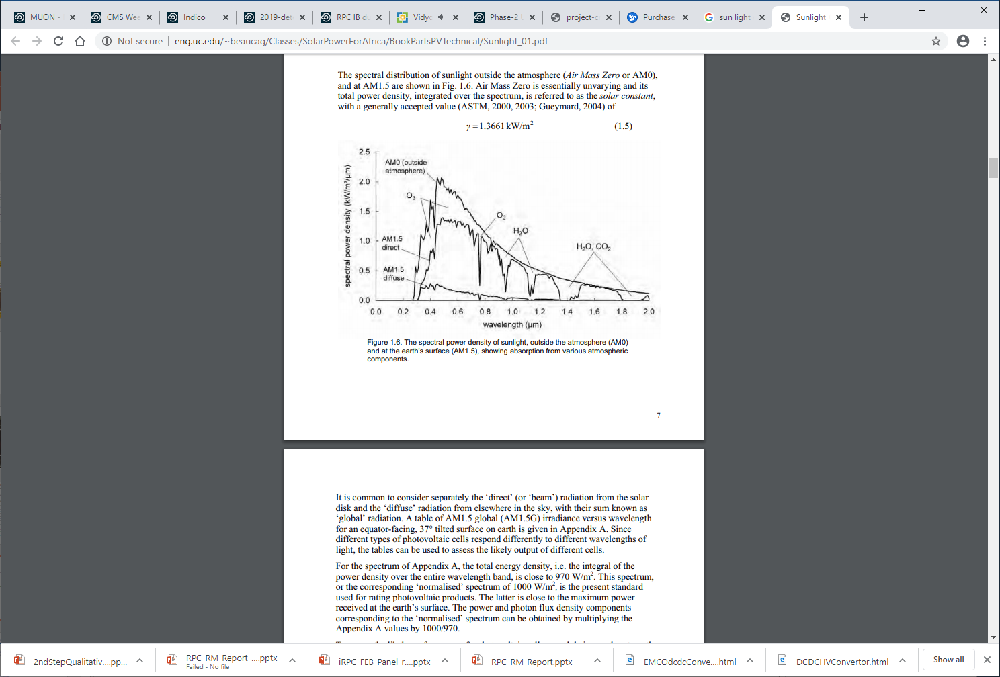 MUON -
CMS Wee
Indico
2019-det
RPC IB du
Vidyo
Phase-2 U
project-c
Purchase
sun light
Sunlight_
Not secure | eng.uc.edu/~beaucag/Classes/SolarPowerForAfrica/BookPartsPVTechnical/Sunlight_01.pdf
The spectral distribution of sunlight outside the atmosphere (Air Mass Zero or AM0),
and at AM1.5 are shown in Fig. 1.6. Air Mass Zero is essentially unvarying and its
total power density, integrated over the spectrum, is referred to as the solar constant,
with a generally accepted value (ASTM, 2000, 2003; Gueymard, 2004) of
γ = 1.3661 kW/m² (1.5)
spectral power density (kW/m²/µm)
2.5
2.0
1.5
1.0
0.5
0.0
AM0 (outside
atmosphere)
O₃
O₂
H₂O
H₂O, CO₂
AM1.5
direct
AM1.5
diffuse
0.0 0.2 0.4 0.6 0.8 1.0 1.2 1.4 1.6 1.8 2.0
wavelength (µm)
Figure 1.6. The spectral power density of sunlight, outside the atmosphere (AM0)
and at the earth's surface (AM1.5), showing absorption from various atmospheric
components.
7
It is common to consider separately the ‘direct’ (or ‘beam’) radiation from the solar
disk and the ‘diffuse’ radiation from elsewhere in the sky, with their sum known as
‘global’ radiation. A table of AM1.5 global (AM1.5G) irradiance versus wavelength
for an equator-facing, 37° tilted surface on earth is given in Appendix A. Since
different types of photovoltaic cells respond differently to different wavelengths of
light, the tables can be used to assess the likely output of different cells.
For the spectrum of Appendix A, the total energy density, i.e. the integral of the
power density over the entire wavelength band, is close to 970 W/m². This spectrum,
or the corresponding ‘normalised’ spectrum of 1000 W/m², is the present standard
used for rating photovoltaic products. The latter is close to the maximum power
received at the earth’s surface. The power and photon flux density components
corresponding to the ‘normalised’ spectrum can be obtained by multiplying the
Appendix A values by 1000/970.
2ndStepQualitativ....pp...
RPC_RM_Report_....pptx
Failed - No file
iRPC_FEB_Panel_r....pptx
RPC_RM_Report.pptx
EMCOdcdcConve....html
DCDCHVConvertor.html
Show all